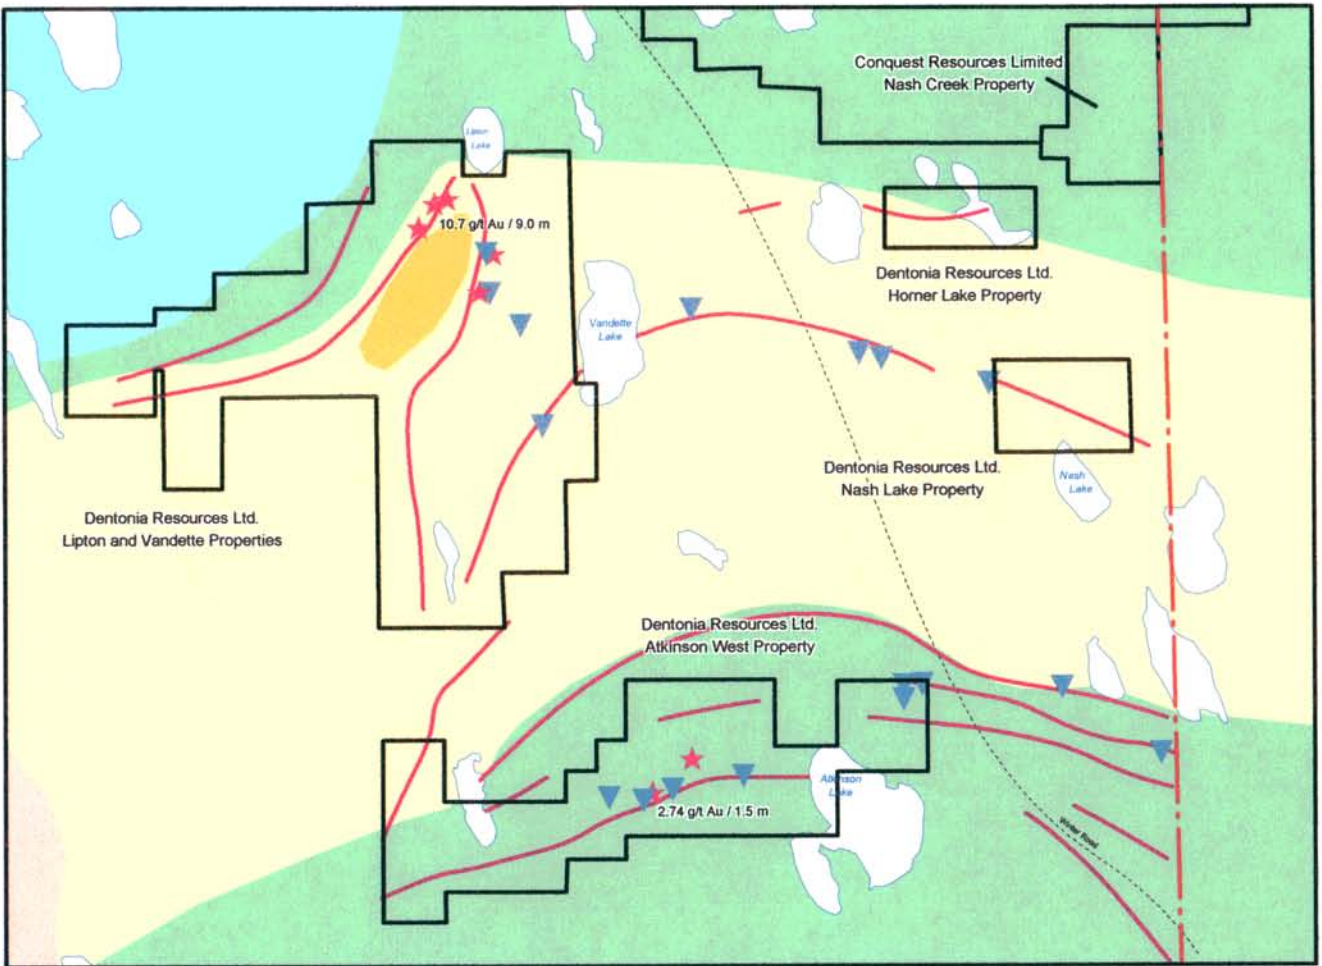 Conquest Resources Limited
Nash Creek Property
Lipton
Lake
10.7 g/t Au / 9.0 m
Dentonia Resources Ltd.
Horner Lake Property
Vandette
Lake
Dentonia Resources Ltd.
Nash Lake Property
Nash
Lake
Dentonia Resources Ltd.
Lipton and Vandette Properties
Dentonia Resources Ltd.
Atkinson West Property
Atkinson
Lake
2.74 g/t Au / 1.5 m
Winter Road